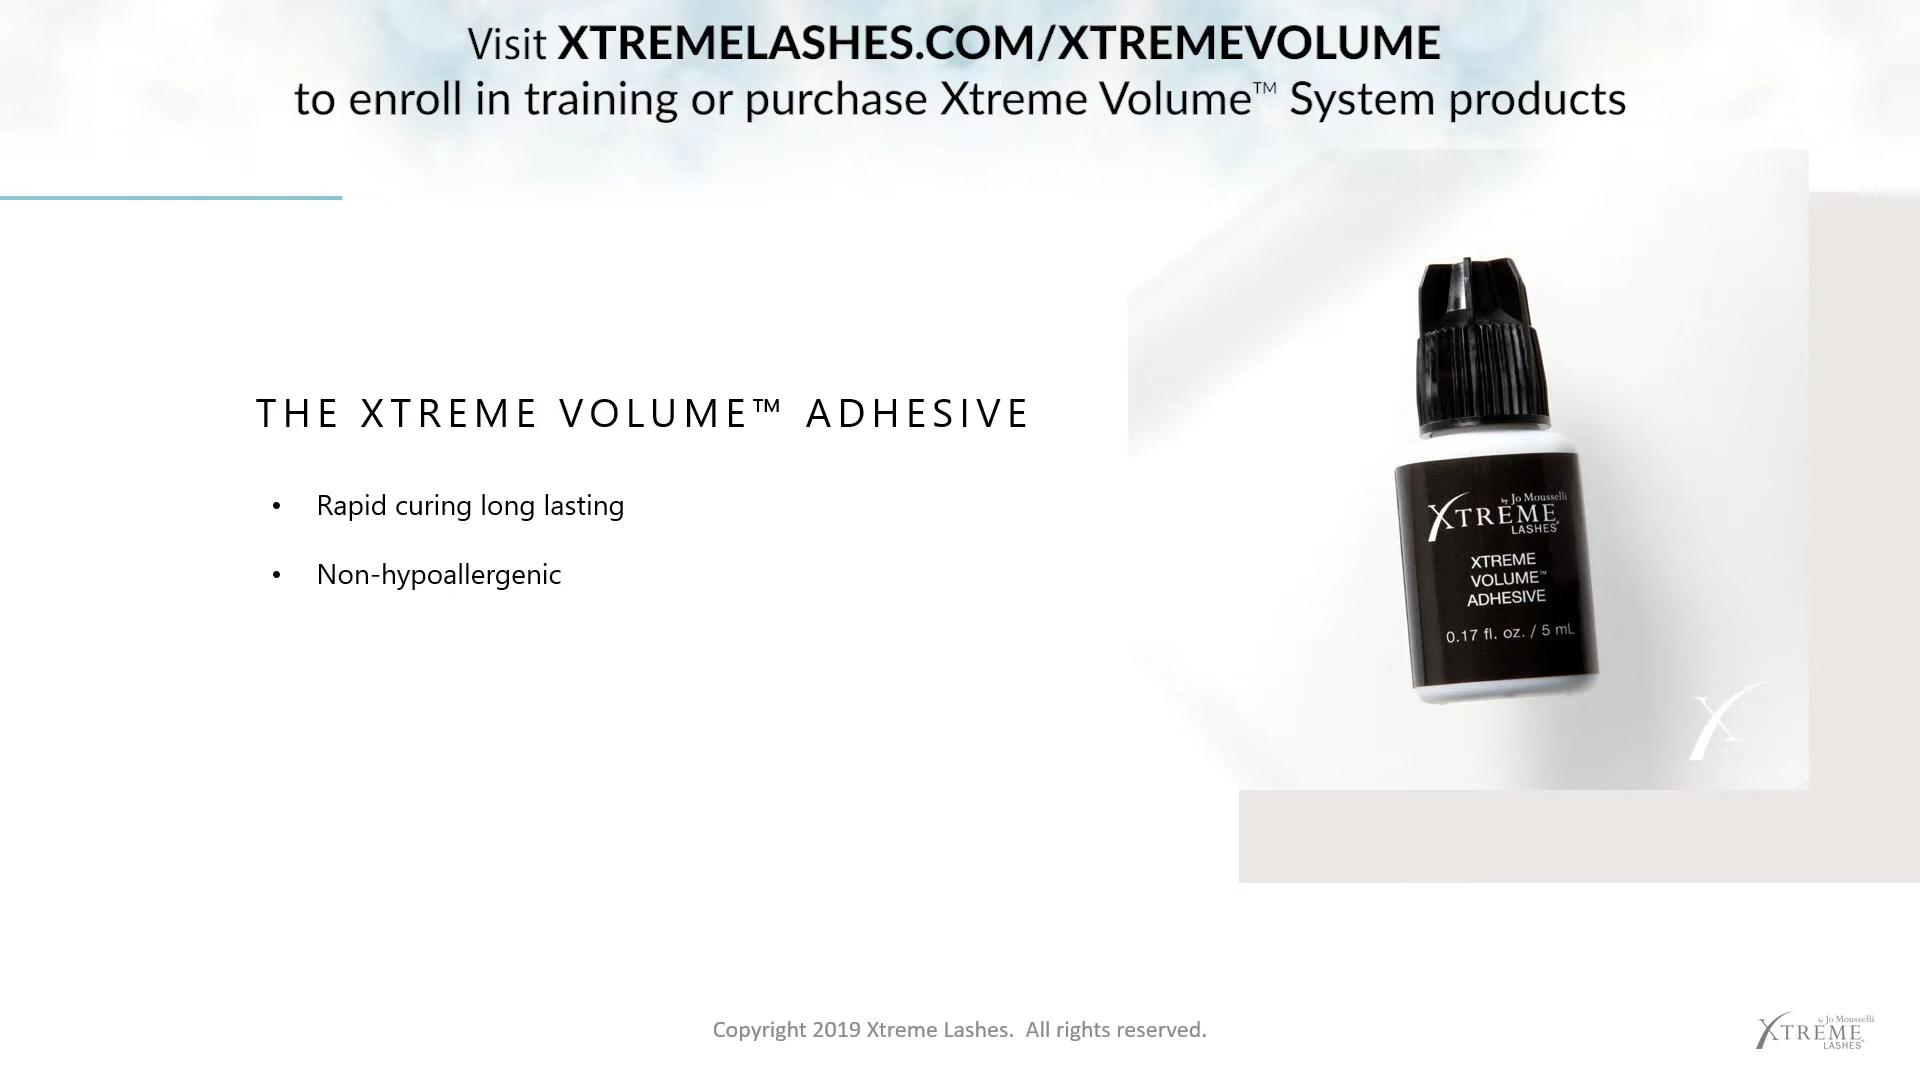 Visit XTREMELASHES.COM/XTREMEVOLUME
to enroll in training or purchase Xtreme Volume™ System products
THE XTREME VOLUME™ ADHESIVE
• Rapid curing long lasting
• Non-hypoallergenic
by Jo Mousselli
XTREME
LASHES®
XTREME
VOLUME™
ADHESIVE
0.17 fl. oz. / 5 mL
X
Copyright 2019 Xtreme Lashes. All rights reserved.
by Jo Mousselli
XTREME
LASHES®